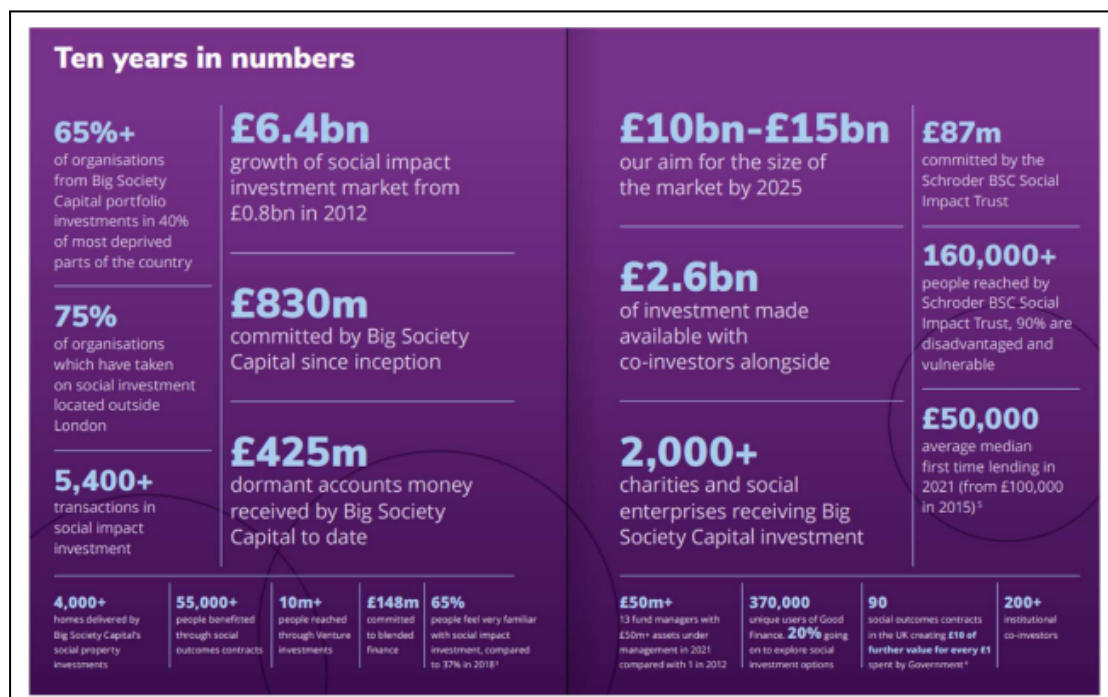 Ten years in numbers
65%+
of organisations
from Big Society
Capital portfolio
investments in 40%
of most deprived
parts of the country
75%
of organisations
which have taken
on social investment
located outside
London
5,400+
transactions in
social impact
investment
£6.4bn
growth of social impact
investment market from
£0.8bn in 2012
£830m
committed by Big Society
Capital since inception
£425m
dormant accounts money
received by Big Society
Capital to date
4,000+
homes delivered by
Big Society Capital's
social property
investments
55,000+
people benefitted
through social
outcomes contracts
10m+
people reached
through Venture
investments
£148m
committed
to blended
finance
65%
people feel very familiar
with social impact
investment, compared
to 37% in 2018³
£10bn-£15bn
our aim for the size of
the market by 2025
£2.6bn
of investment made
available with
co-investors alongside
2,000+
charities and social
enterprises receiving Big
Society Capital investment
£87m
committed by the
Schroder BSC Social
Impact Trust
160,000+
people reached by
Schroder BSC Social
Impact Trust, 90% are
disadvantaged and
vulnerable
£50,000
average median
first time lending in
2021 (from £100,000
in 2015)⁵
£50m+
13 fund managers with
£50m+ assets under
management in 2021
compared with 1 in 2012
370,000
unique users of Good
Finance. 20% going
on to explore social
investment options
90
social outcomes contracts
in the UK creating £10 of
further value for every £1
spent by Government⁴
200+
institutional
co-investors